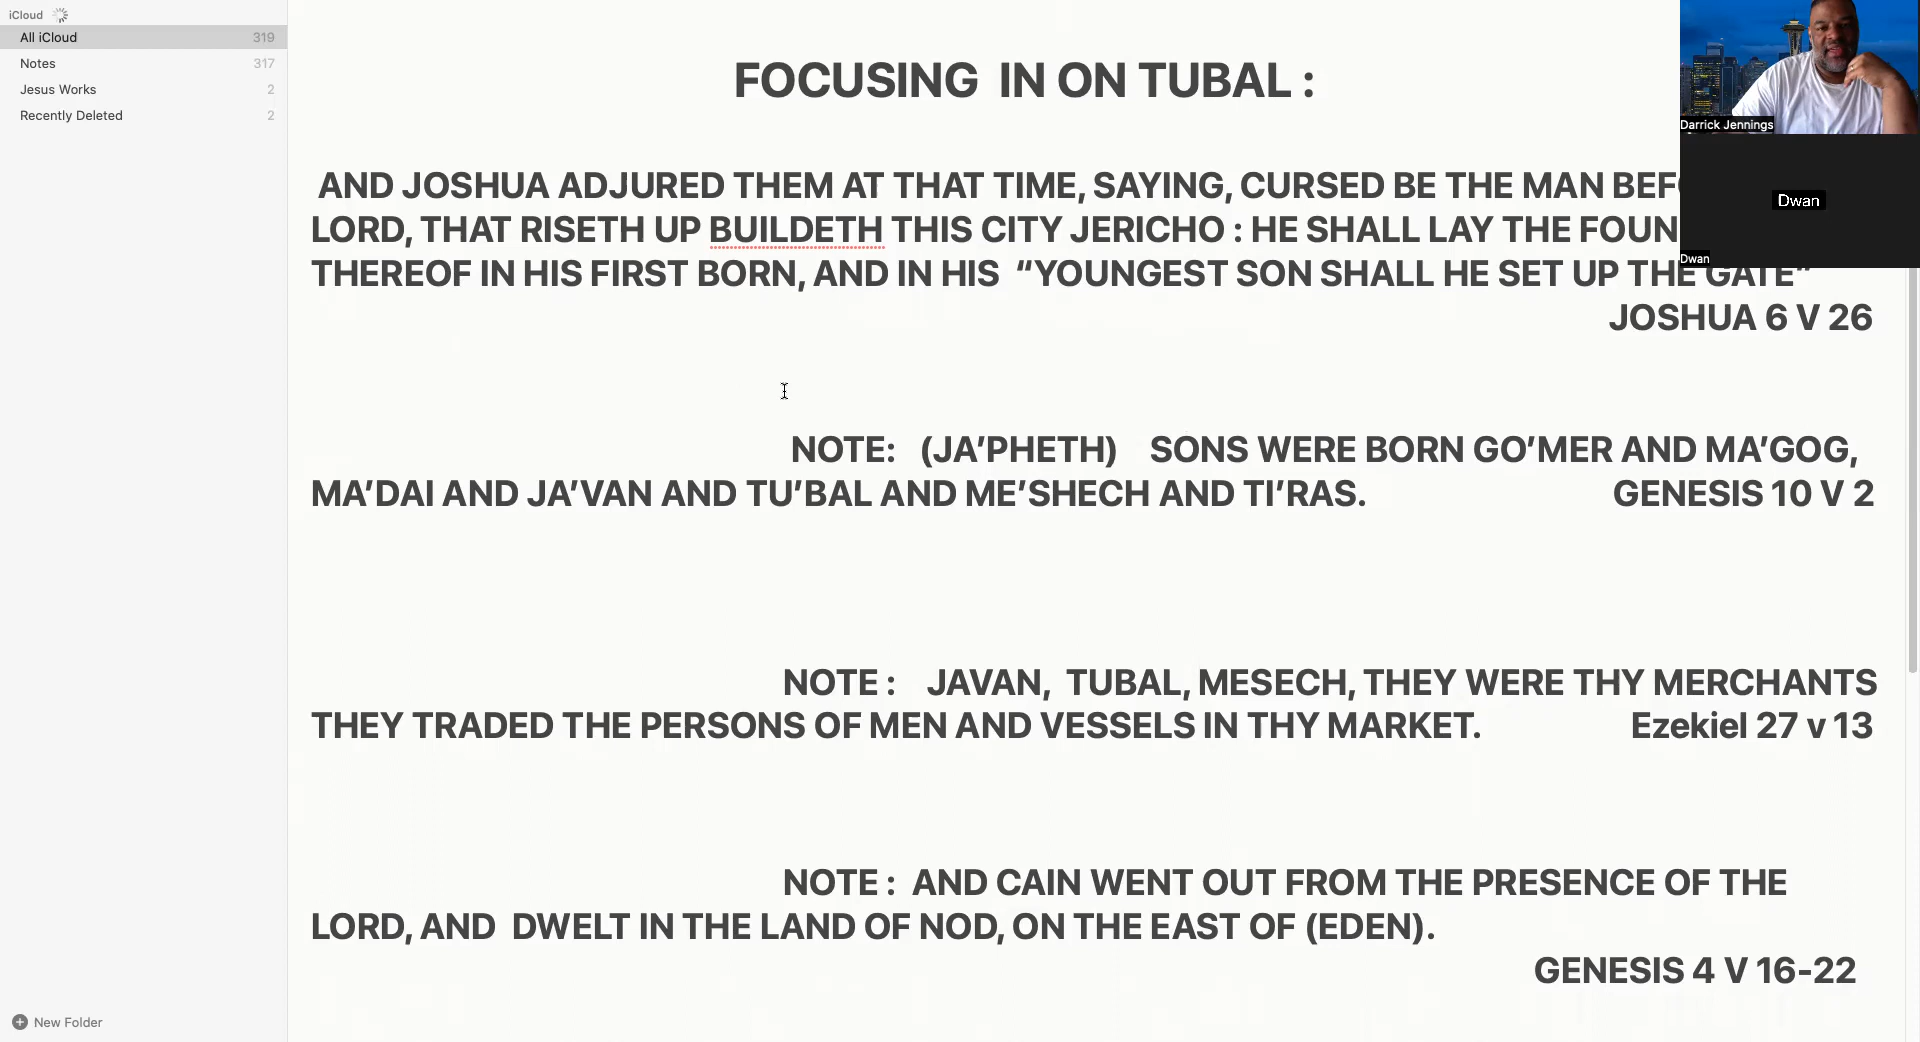 iCloud
All iCloud 319
Notes 317
Jesus Works 2
Recently Deleted 2
New Folder
FOCUSING IN ON TUBAL :
AND JOSHUA ADJURED THEM AT THAT TIME, SAYING, CURSED BE THE MAN
LORD, THAT RISETH UP BUILDETH THIS CITY JERICHO : HE SHALL LAY THE
THEREOF IN HIS FIRST BORN, AND IN HIS “YOUNGEST SON SHALL HE SET UP THE GATE”
JOSHUA 6 V 26
NOTE: (JA’PHETH) SONS WERE BORN GO’MER AND MA’GOG,
MA’DAI AND JA’VAN AND TU’BAL AND ME’SHECH AND TI’RAS. GENESIS 10 V 2
NOTE : JAVAN, TUBAL, MESECH, THEY WERE THY MERCHANTS
THEY TRADED THE PERSONS OF MEN AND VESSELS IN THY MARKET. Ezekiel 27 v 13
NOTE : AND CAIN WENT OUT FROM THE PRESENCE OF THE
LORD, AND DWELT IN THE LAND OF NOD, ON THE EAST OF (EDEN).
GENESIS 4 V 16-22
Darrick Jennings
Dwan
Dwan